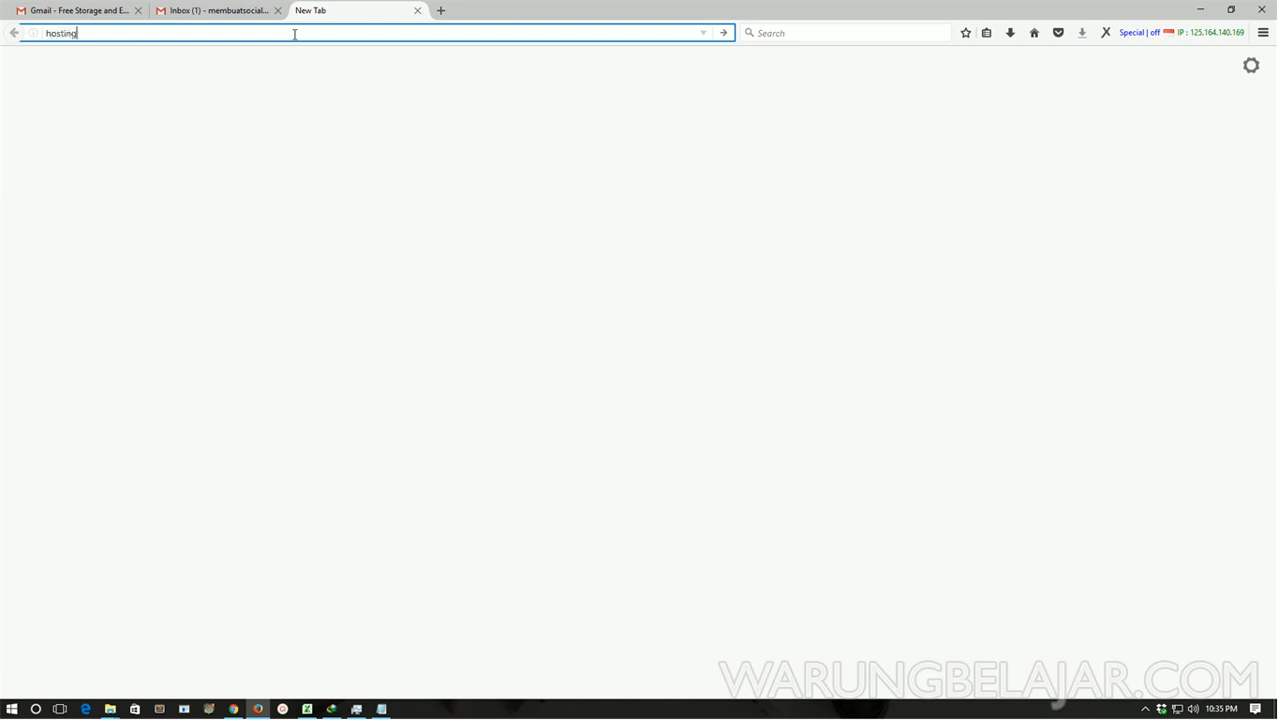 Gmail - Free Storage and E...
Inbox (1) - membuatsocial...
New Tab
hosting
Search
Special | off
IP : 125.164.140.169
WARUNGBELAJAR.COM
10:35 PM